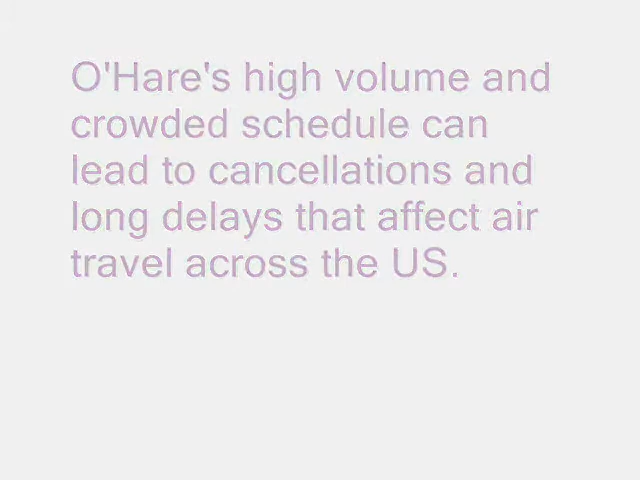 O'Hare's high volume and
crowded schedule can
lead to cancellations and
long delays that affect air
travel across the US.